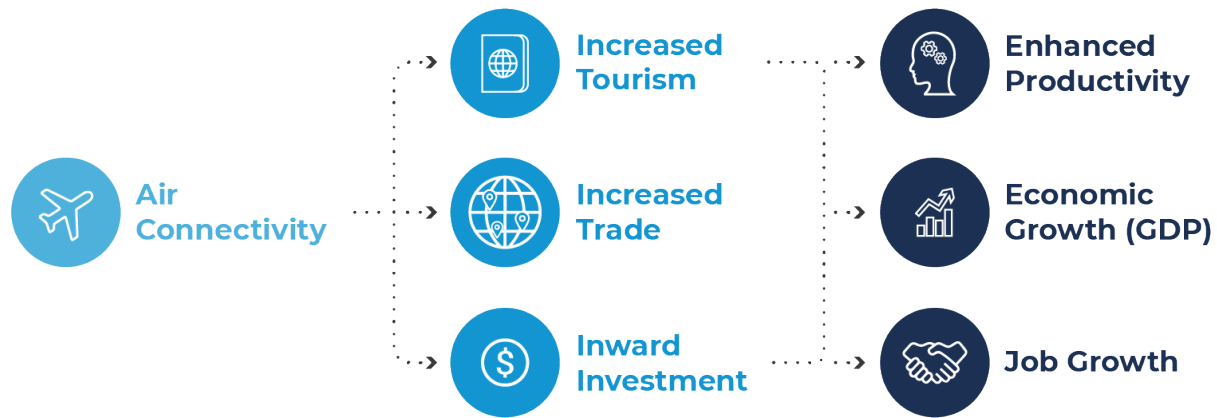 Air
Connectivity
Increased
Tourism
Increased
Trade
$
Inward
Investment
Enhanced
Productivity
Economic
Growth (GDP)
Job Growth